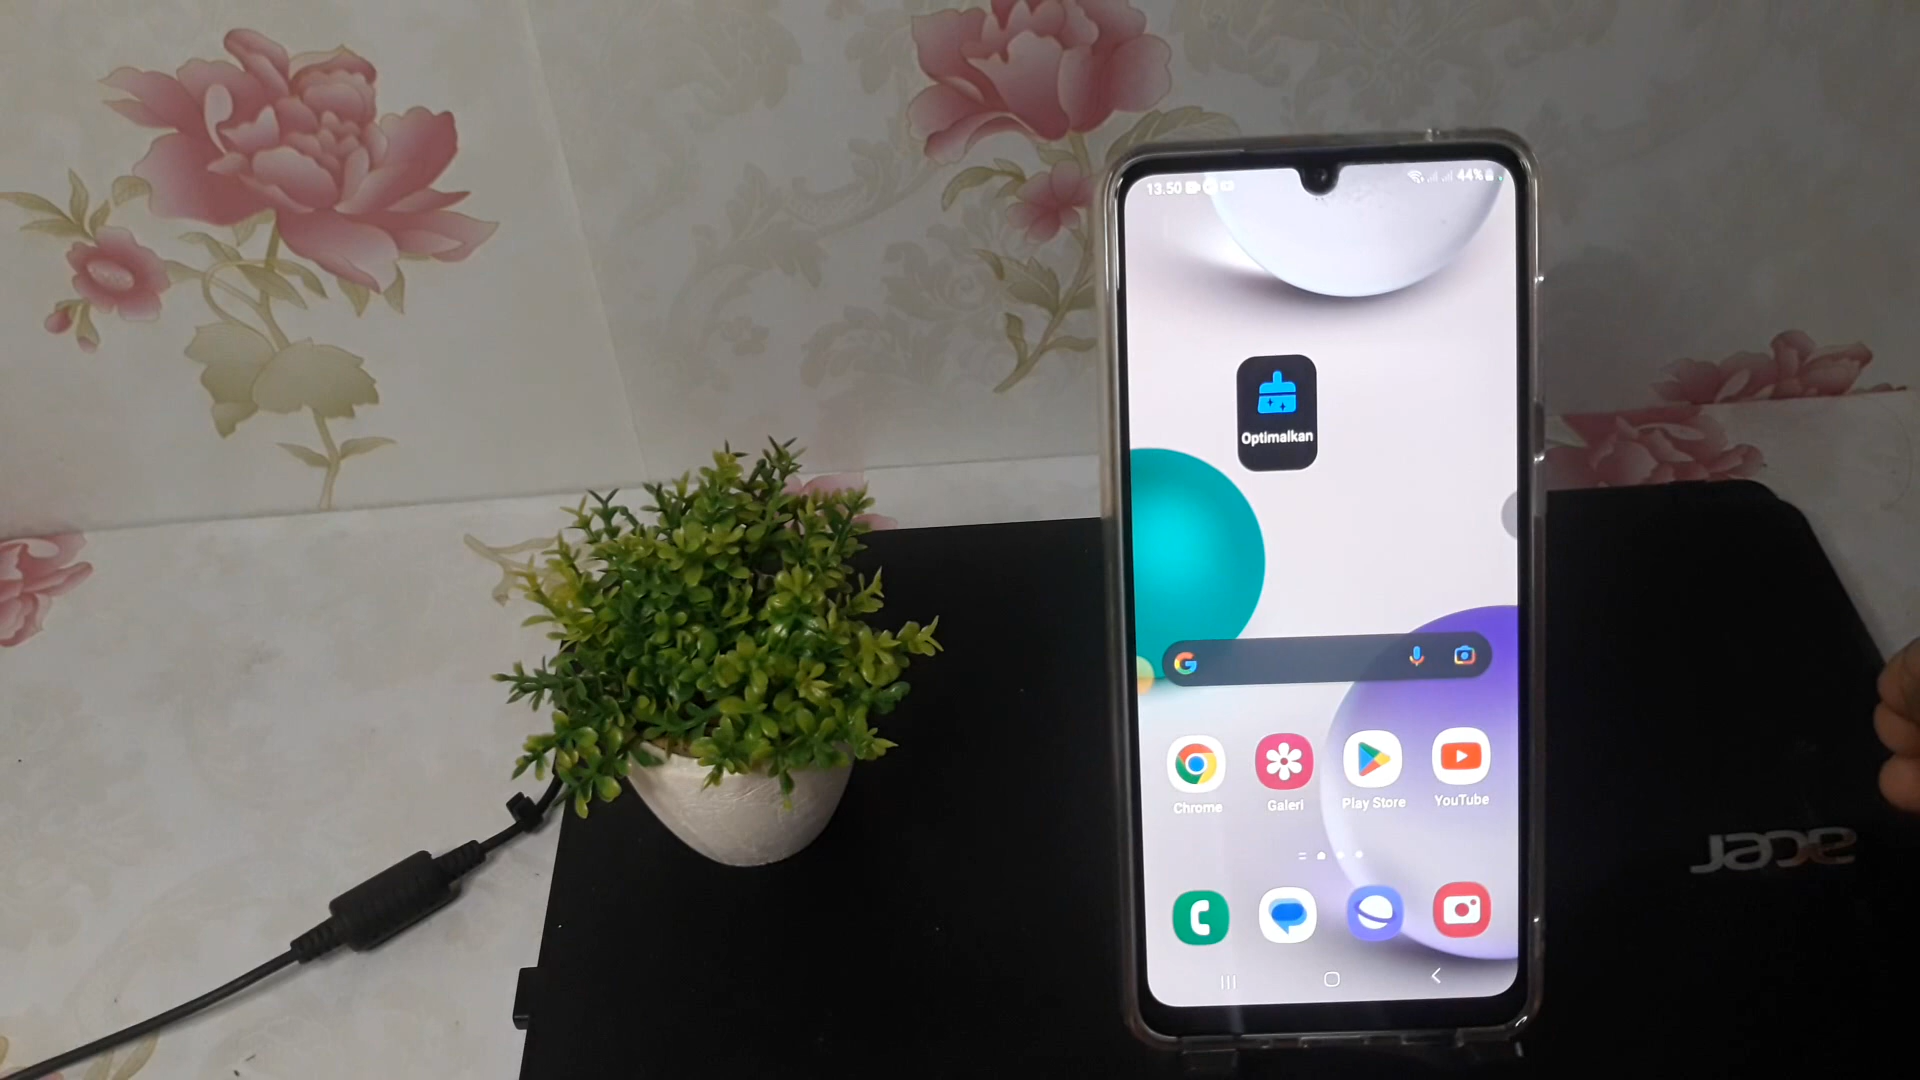 13.50
44%
Optimalkan
Chrome
Galeri
Play Store
YouTube
acer